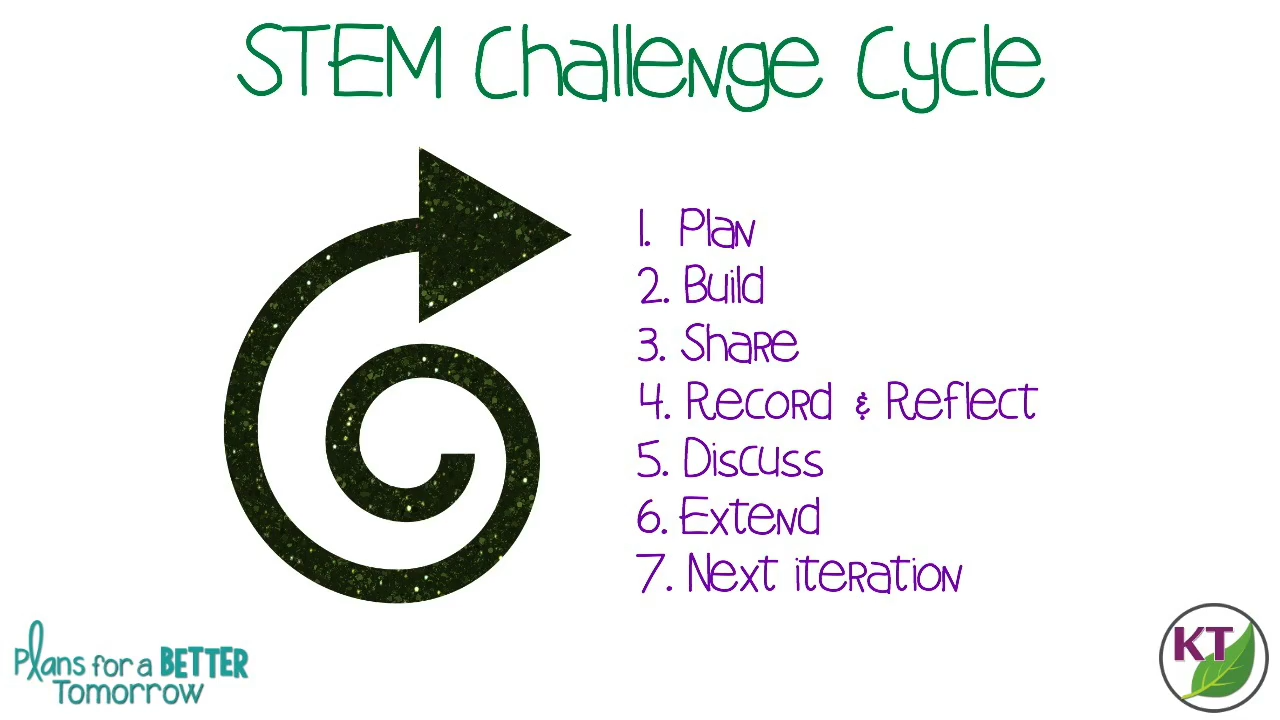 STEM Challenge Cycle
1. Plan
2. Build
3. Share
4. Record & Reflect
5. Discuss
6. Extend
7. Next iteration
Plans for a BETTER
Tomorrow
KT